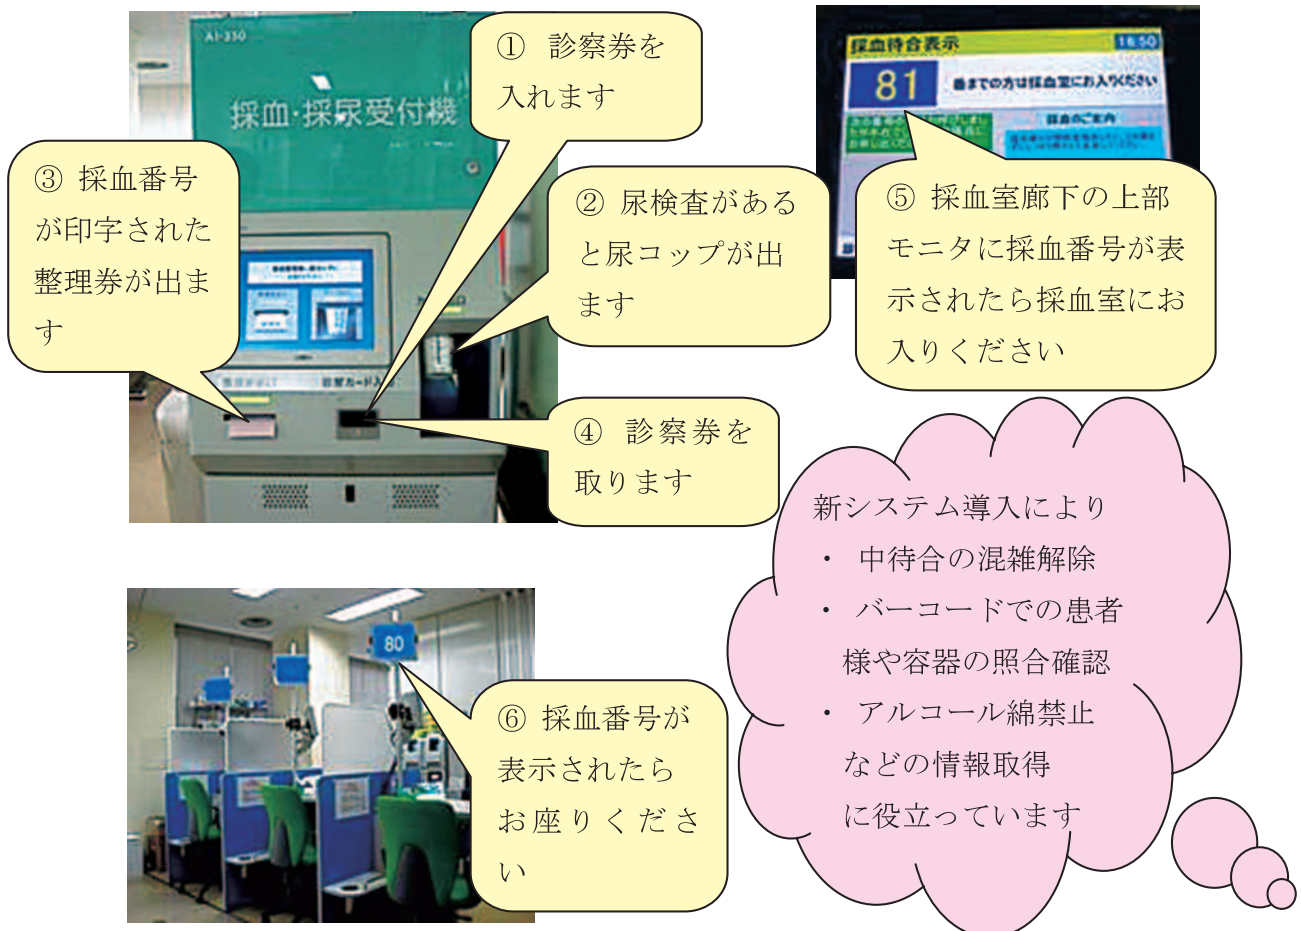 AI-350
採血・採尿受付機
① 診察券を
入れます
② 尿検査がある
と尿コップが出
ます
③ 採血番号
が印字された
整理券が出ま
す
④ 診察券を
取ります
採血待合表示
16:50
81
番までの方は採血室にお入りください
採血のご案内
⑤ 採血室廊下の上部
モニタに採血番号が表
示されたら採血室にお
入りください
80
⑥ 採血番号が
表示されたら
お座りくださ
い
新システム導入により
・ 中待合の混雑解除
・ バーコードでの患者
様や容器の照合確認
・ アルコール綿禁止
などの情報取得
に役立っています